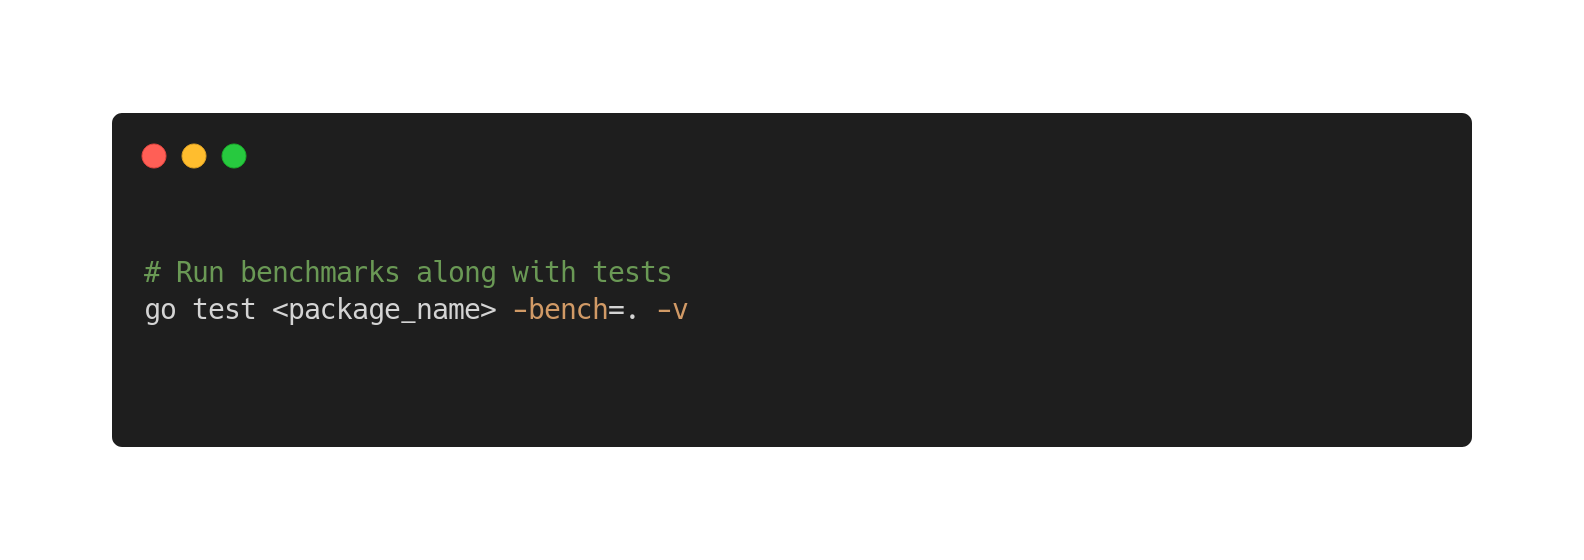 # Run benchmarks along with tests
go test <package_name> -bench=. -v